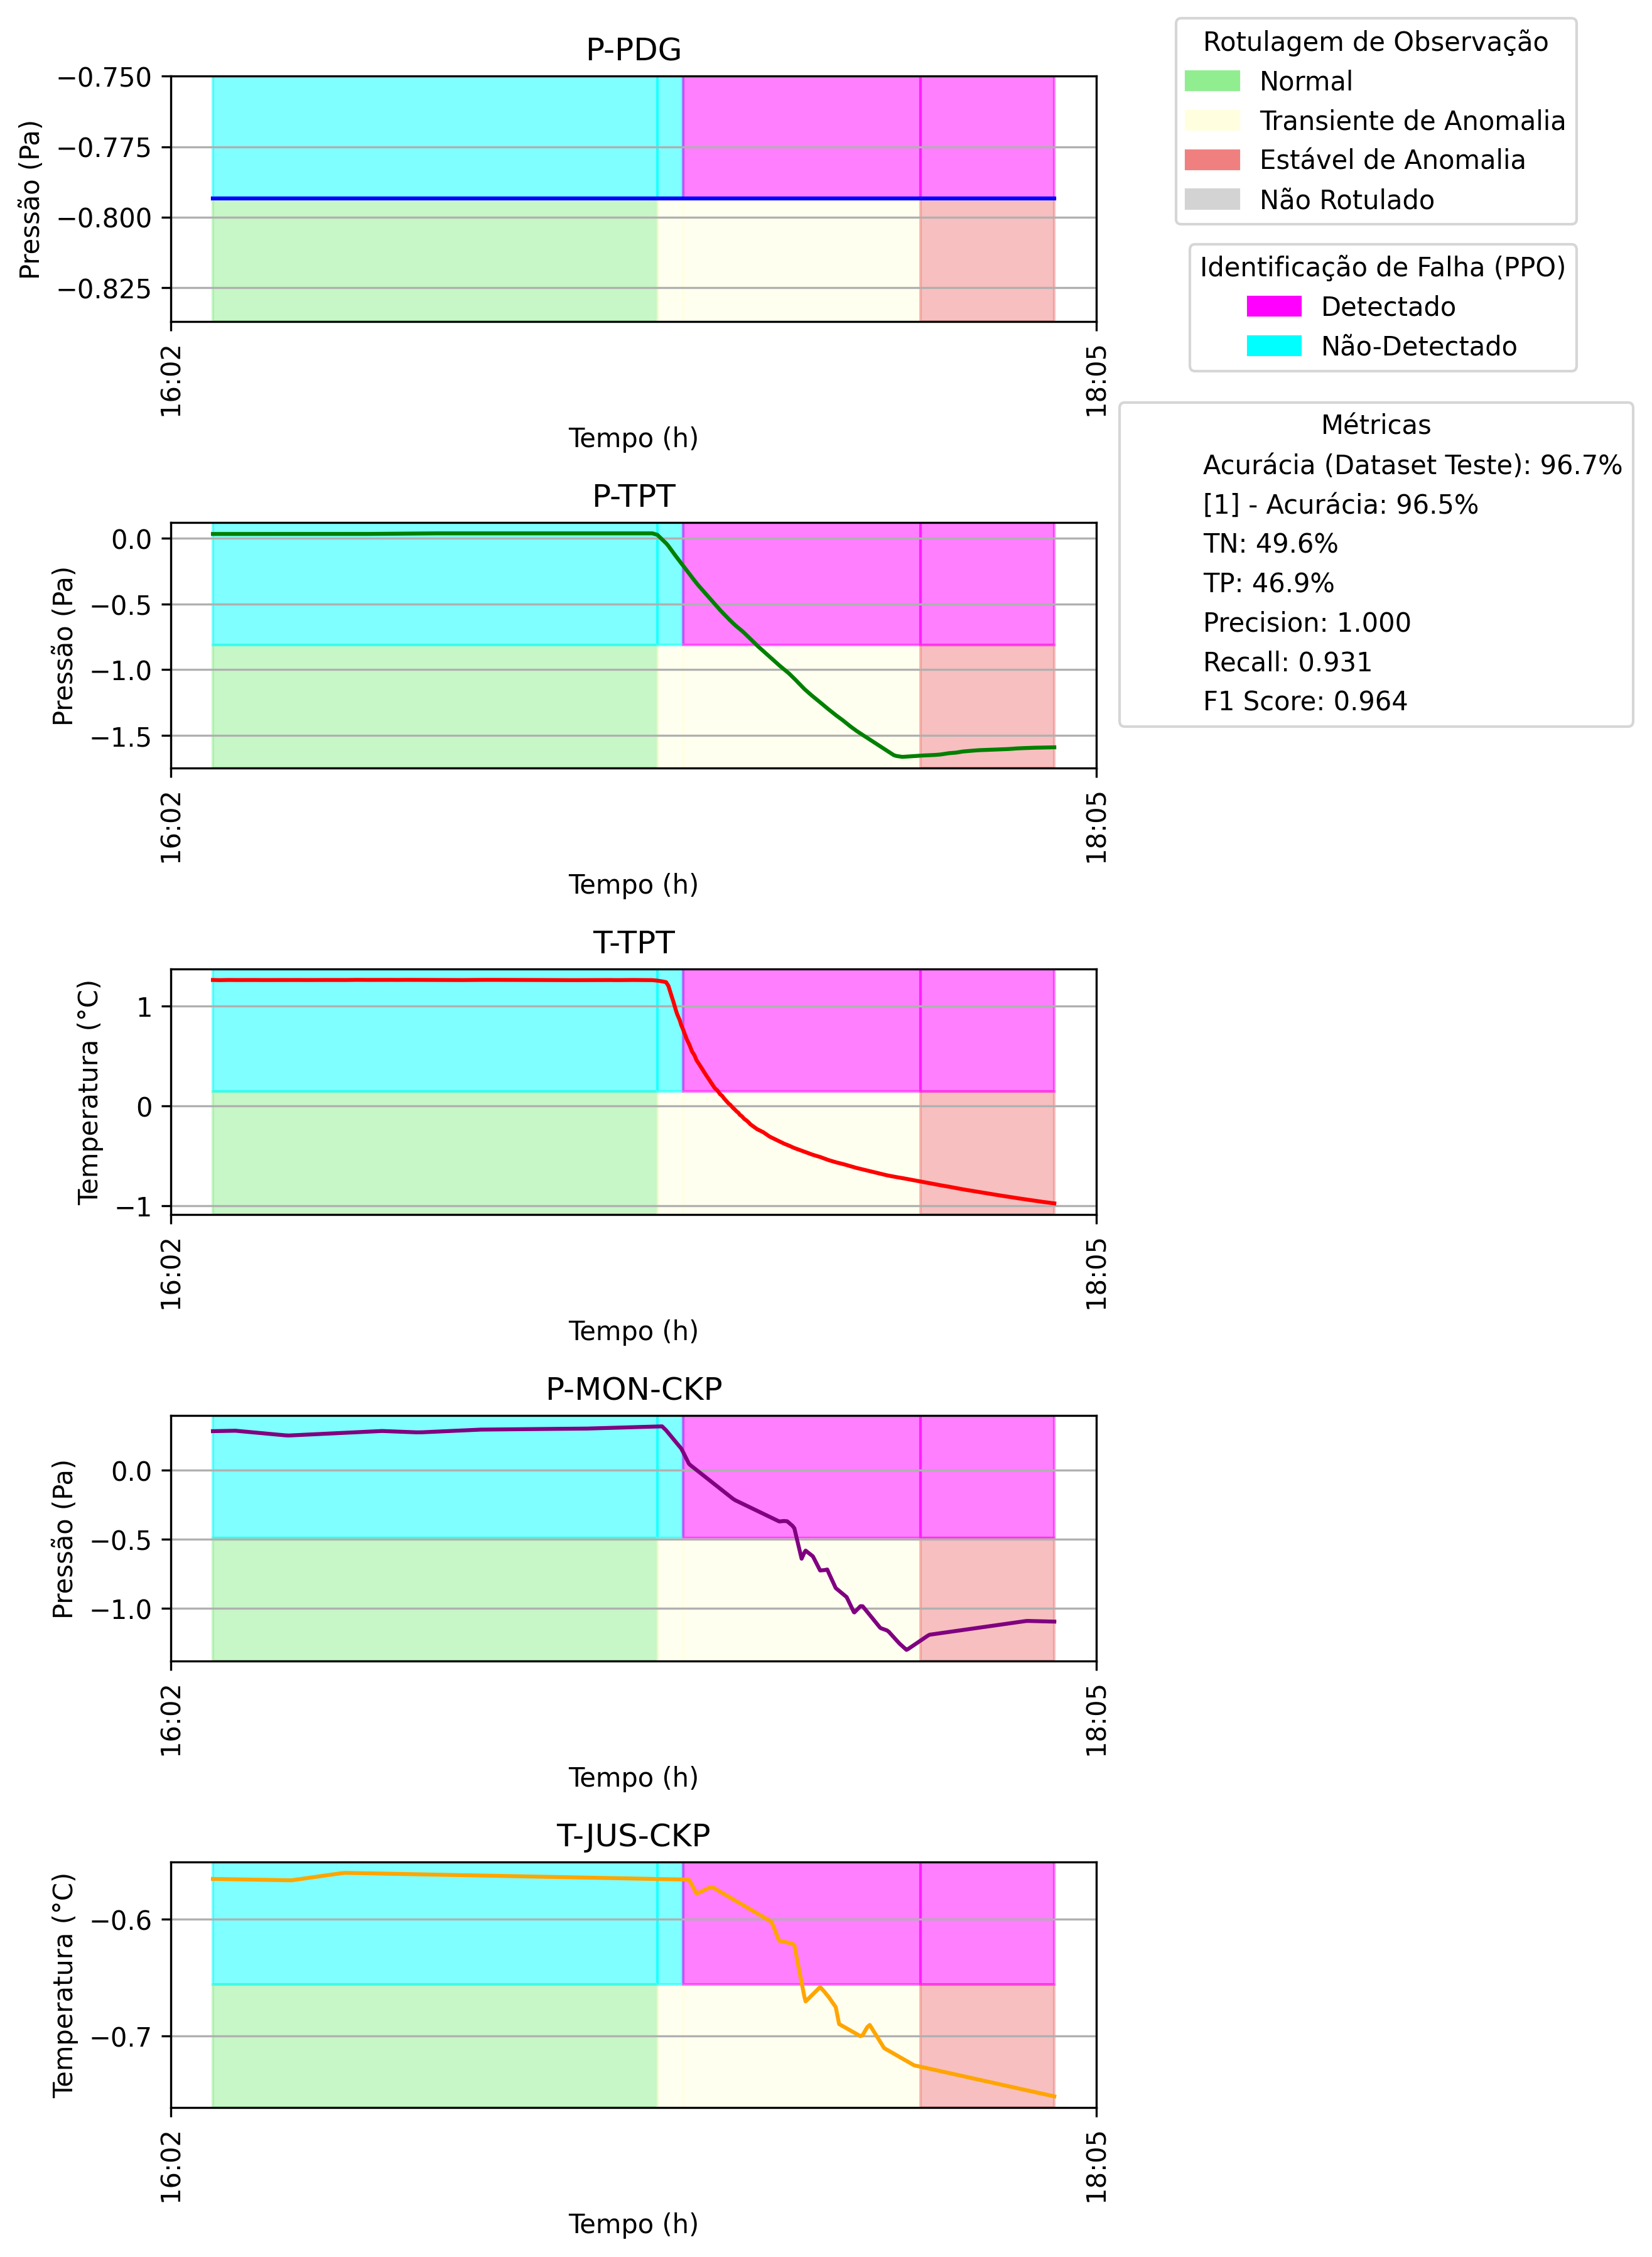 P-PDG
−0.750
−0.775
−0.800
−0.825
Pressão (Pa)
16:02
18:05
Tempo (h)
Rotulagem de Observação
Normal
Transiente de Anomalia
Estável de Anomalia
Não Rotulado
Identificação de Falha (PPO)
Detectado
Não-Detectado
Métricas
Acurácia (Dataset Teste): 96.7%
[1] - Acurácia: 96.5%
TN: 49.6%
TP: 46.9%
Precision: 1.000
Recall: 0.931
F1 Score: 0.964
P-TPT
0.0
−0.5
−1.0
−1.5
Pressão (Pa)
16:02
18:05
Tempo (h)
T-TPT
1
0
−1
Temperatura (°C)
16:02
18:05
Tempo (h)
P-MON-CKP
0.0
−0.5
−1.0
Pressão (Pa)
16:02
18:05
Tempo (h)
T-JUS-CKP
−0.6
−0.7
Temperatura (°C)
16:02
18:05
Tempo (h)